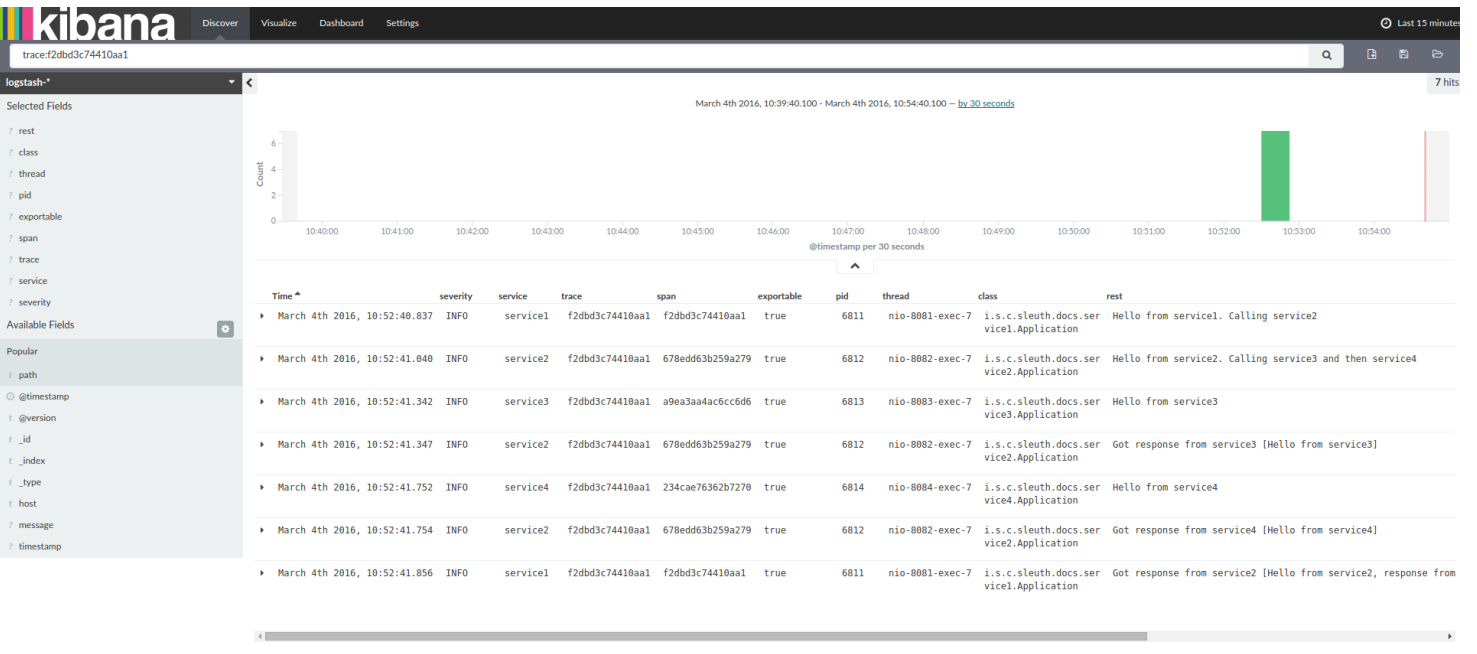 kibana Discover Visualize Dashboard Settings Last 15 minutes
trace:f2dbd3c74410aa1
logstash-*
7 hits
Selected Fields
? rest
? class
? thread
? pid
? exportable
? span
? trace
? service
? severity
Available Fields
Popular
t path
@timestamp
t @version
t _id
t _index
t _type
t host
? message
? timestamp
March 4th 2016, 10:39:40.100 - March 4th 2016, 10:54:40.100 — by 30 seconds
Count
6
4
2
0
10:40:00 10:41:00 10:42:00 10:43:00 10:44:00 10:45:00 10:46:00 10:47:00 10:48:00 10:49:00 10:50:00 10:51:00 10:52:00 10:53:00 10:54:00
@timestamp per 30 seconds
Time severity service trace span exportable pid thread class rest
March 4th 2016, 10:52:40.837 INFO service1 f2dbd3c74410aa1 f2dbd3c74410aa1 true 6811 nio-8081-exec-7 i.s.c.sleuth.docs.ser Hello from service1. Calling service2
vice1.Application
March 4th 2016, 10:52:41.040 INFO service2 f2dbd3c74410aa1 678edd63b259a279 true 6812 nio-8082-exec-7 i.s.c.sleuth.docs.ser Hello from service2. Calling service3 and then service4
vice2.Application
March 4th 2016, 10:52:41.342 INFO service3 f2dbd3c74410aa1 a9ea3aa4ac6cc6d6 true 6813 nio-8083-exec-7 i.s.c.sleuth.docs.ser Hello from service3
vice3.Application
March 4th 2016, 10:52:41.347 INFO service2 f2dbd3c74410aa1 678edd63b259a279 true 6812 nio-8082-exec-7 i.s.c.sleuth.docs.ser Got response from service3 [Hello from service3]
vice2.Application
March 4th 2016, 10:52:41.752 INFO service4 f2dbd3c74410aa1 234cae76362b7270 true 6814 nio-8084-exec-7 i.s.c.sleuth.docs.ser Hello from service4
vice4.Application
March 4th 2016, 10:52:41.754 INFO service2 f2dbd3c74410aa1 678edd63b259a279 true 6812 nio-8082-exec-7 i.s.c.sleuth.docs.ser Got response from service4 [Hello from service4]
vice2.Application
March 4th 2016, 10:52:41.856 INFO service1 f2dbd3c74410aa1 f2dbd3c74410aa1 true 6811 nio-8081-exec-7 i.s.c.sleuth.docs.ser Got response from service2 [Hello from service2, response from
vice1.Application